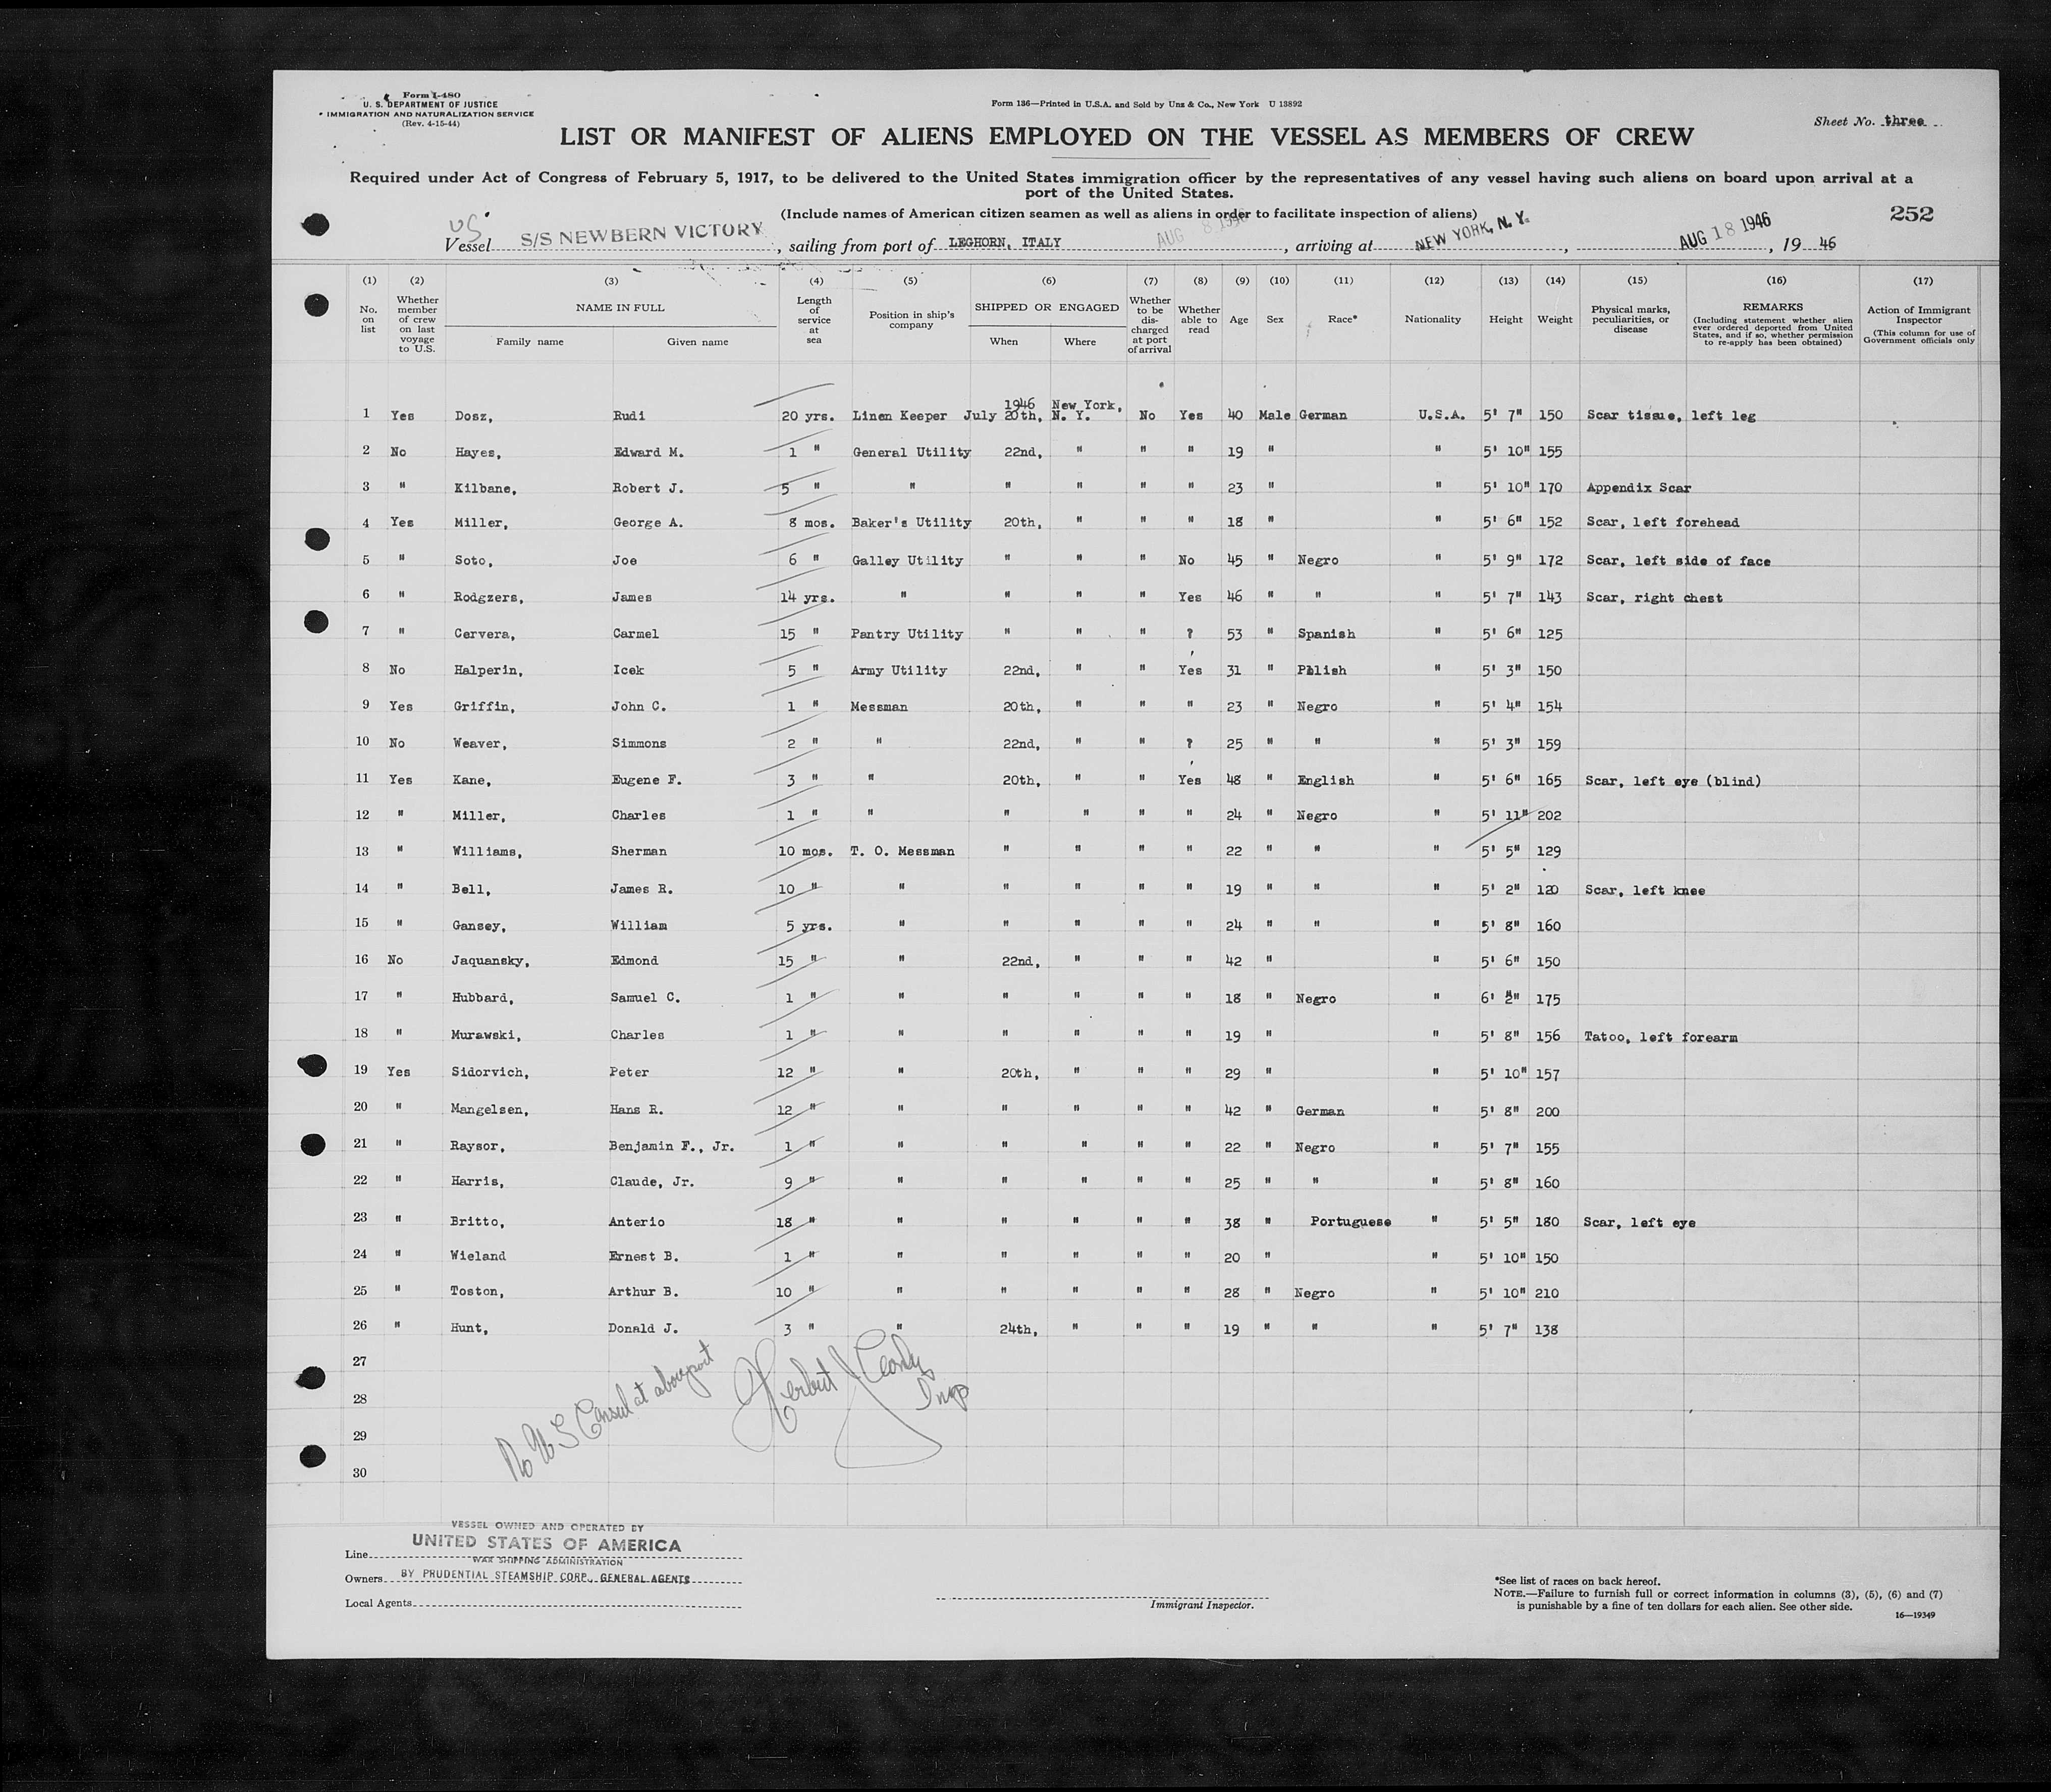 Form I-480
U. S. DEPARTMENT OF JUSTICE
IMMIGRATION AND NATURALIZATION SERVICE
(Rev. 4-15-44)
Form 136—Printed in U.S.A. and Sold by Unz & Co., New York U 13892
Sheet No. three
LIST OR MANIFEST OF ALIENS EMPLOYED ON THE VESSEL AS MEMBERS OF CREW
Required under Act of Congress of February 5, 1917, to be delivered to the United States immigration officer by the representatives of any vessel having such aliens on board upon arrival at a
port of the United States.
(Include names of American citizen seamen as well as aliens in order to facilitate inspection of aliens)
252
US
Vessel S/S NEWBERN VICTORY, sailing from port of LEGHORN, ITALY AUG 8 1946, arriving at NEW YORK, N. Y., AUG 18 1946, 19 46
(1) (2) (3) (4) (5) (6) (7) (8) (9) (10) (11) (12) (13) (14) (15) (16) (17)
No. on list
Whether member of crew on last voyage to U.S.
NAME IN FULL
Family name Given name
Length of service at sea
Position in ship's company
SHIPPED OR ENGAGED
When Where
Whether to be discharged at port of arrival
Whether able to read
Age Sex Race* Nationality Height Weight
Physical marks, peculiarities, or disease
REMARKS
(Including statement whether alien ever ordered deported from United States, and if so, whether permission to re-apply has been obtained)
Action of Immigrant Inspector
(This column for use of Government officials only
1946 New York,
1 Yes Dosz, Rudi 20 yrs. Linen Keeper July 20th, N. Y. No Yes 40 Male German U.S.A. 5' 7" 150 Scar tissue, left leg
2 No Hayes, Edward M. 1 " General Utility 22nd, " " " 19 " " 5' 10" 155
3 " Kilbane, Robert J. 5 " " " " " " 23 " " 5' 10" 170 Appendix Scar
4 Yes Miller, George A. 8 mos. Baker's Utility 20th, " " " 18 " " 5' 6" 152 Scar, left forehead
5 " Soto, Joe 6 " Galley Utility " " " No 45 " Negro " 5' 9" 172 Scar, left side of face
6 " Rodgzers, James 14 yrs. " " " " Yes 46 " " " 5' 7" 143 Scar, right chest
7 " Cervera, Carmel 15 " Pantry Utility " " " ? 53 " Spanish " 5' 6" 125
8 No Halperin, Icek 5 " Army Utility 22nd, " " Yes 31 " Pblish " 5' 3" 150
9 Yes Griffin, John C. 1 " Messman 20th, " " " 23 " Negro " 5' 4" 154
10 No Weaver, Simmons 2 " " 22nd, " " ? 25 " " " 5' 3" 159
11 Yes Kane, Eugene F. 3 " " 20th, " " Yes 48 " English " 5' 6" 165 Scar, left eye (blind)
12 " Miller, Charles 1 " " " " " " 24 " Negro " 5' 11" 202
13 " Williams, Sherman 10 mos. T. O. Messman " " " " 22 " " " 5' 5" 129
14 " Bell, James R. 10 " " " " " " 19 " " " 5' 2" 120 Scar, left knee
15 " Gansey, William 5 yrs. " " " " " 24 " " " 5' 8" 160
16 No Jaquansky, Edmond 15 " " 22nd, " " " 42 " " 5' 6" 150
17 " Hubbard, Samuel C. 1 " " " " " " 18 " Negro " 6' 2" 175
18 " Murawski, Charles 1 " " " " " " 19 " " 5' 8" 156 Tatoo, left forearm
19 Yes Sidorvich, Peter 12 " " 20th, " " " 29 " " 5' 10" 157
20 " Mangelsen, Hans R. 12 " " " " " " 42 " German " 5' 8" 200
21 " Raysor, Benjamin F., Jr. 1 " " " " " " 22 " Negro " 5' 7" 155
22 " Harris, Claude, Jr. 9 " " " " " " 25 " " " 5' 8" 160
23 " Britto, Anterio 18 " " " " " " 38 " Portuguese " 5' 5" 180 Scar, left eye
24 " Wieland Ernest B. 1 " " " " " " 20 " " 5' 10" 150
25 " Toston, Arthur B. 10 " " " " " " 28 " Negro " 5' 10" 210
26 " Hunt, Donald J. 3 " " 24th, " " " 19 " " " 5' 7" 138
27
28
29
30
No US Consul at above port
Herbert J
Insp
VESSEL OWNED AND OPERATED BY
UNITED STATES OF AMERICA
Line
WAR SHIPPING ADMINISTRATION
Owners BY PRUDENTIAL STEAMSHIP CORP., GENERAL AGENTS
Local Agents
Immigrant Inspector.
*See list of races on back hereof.
NOTE.—Failure to furnish full or correct information in columns (3), (5), (6) and (7)
is punishable by a fine of ten dollars for each alien. See other side.
16—19349